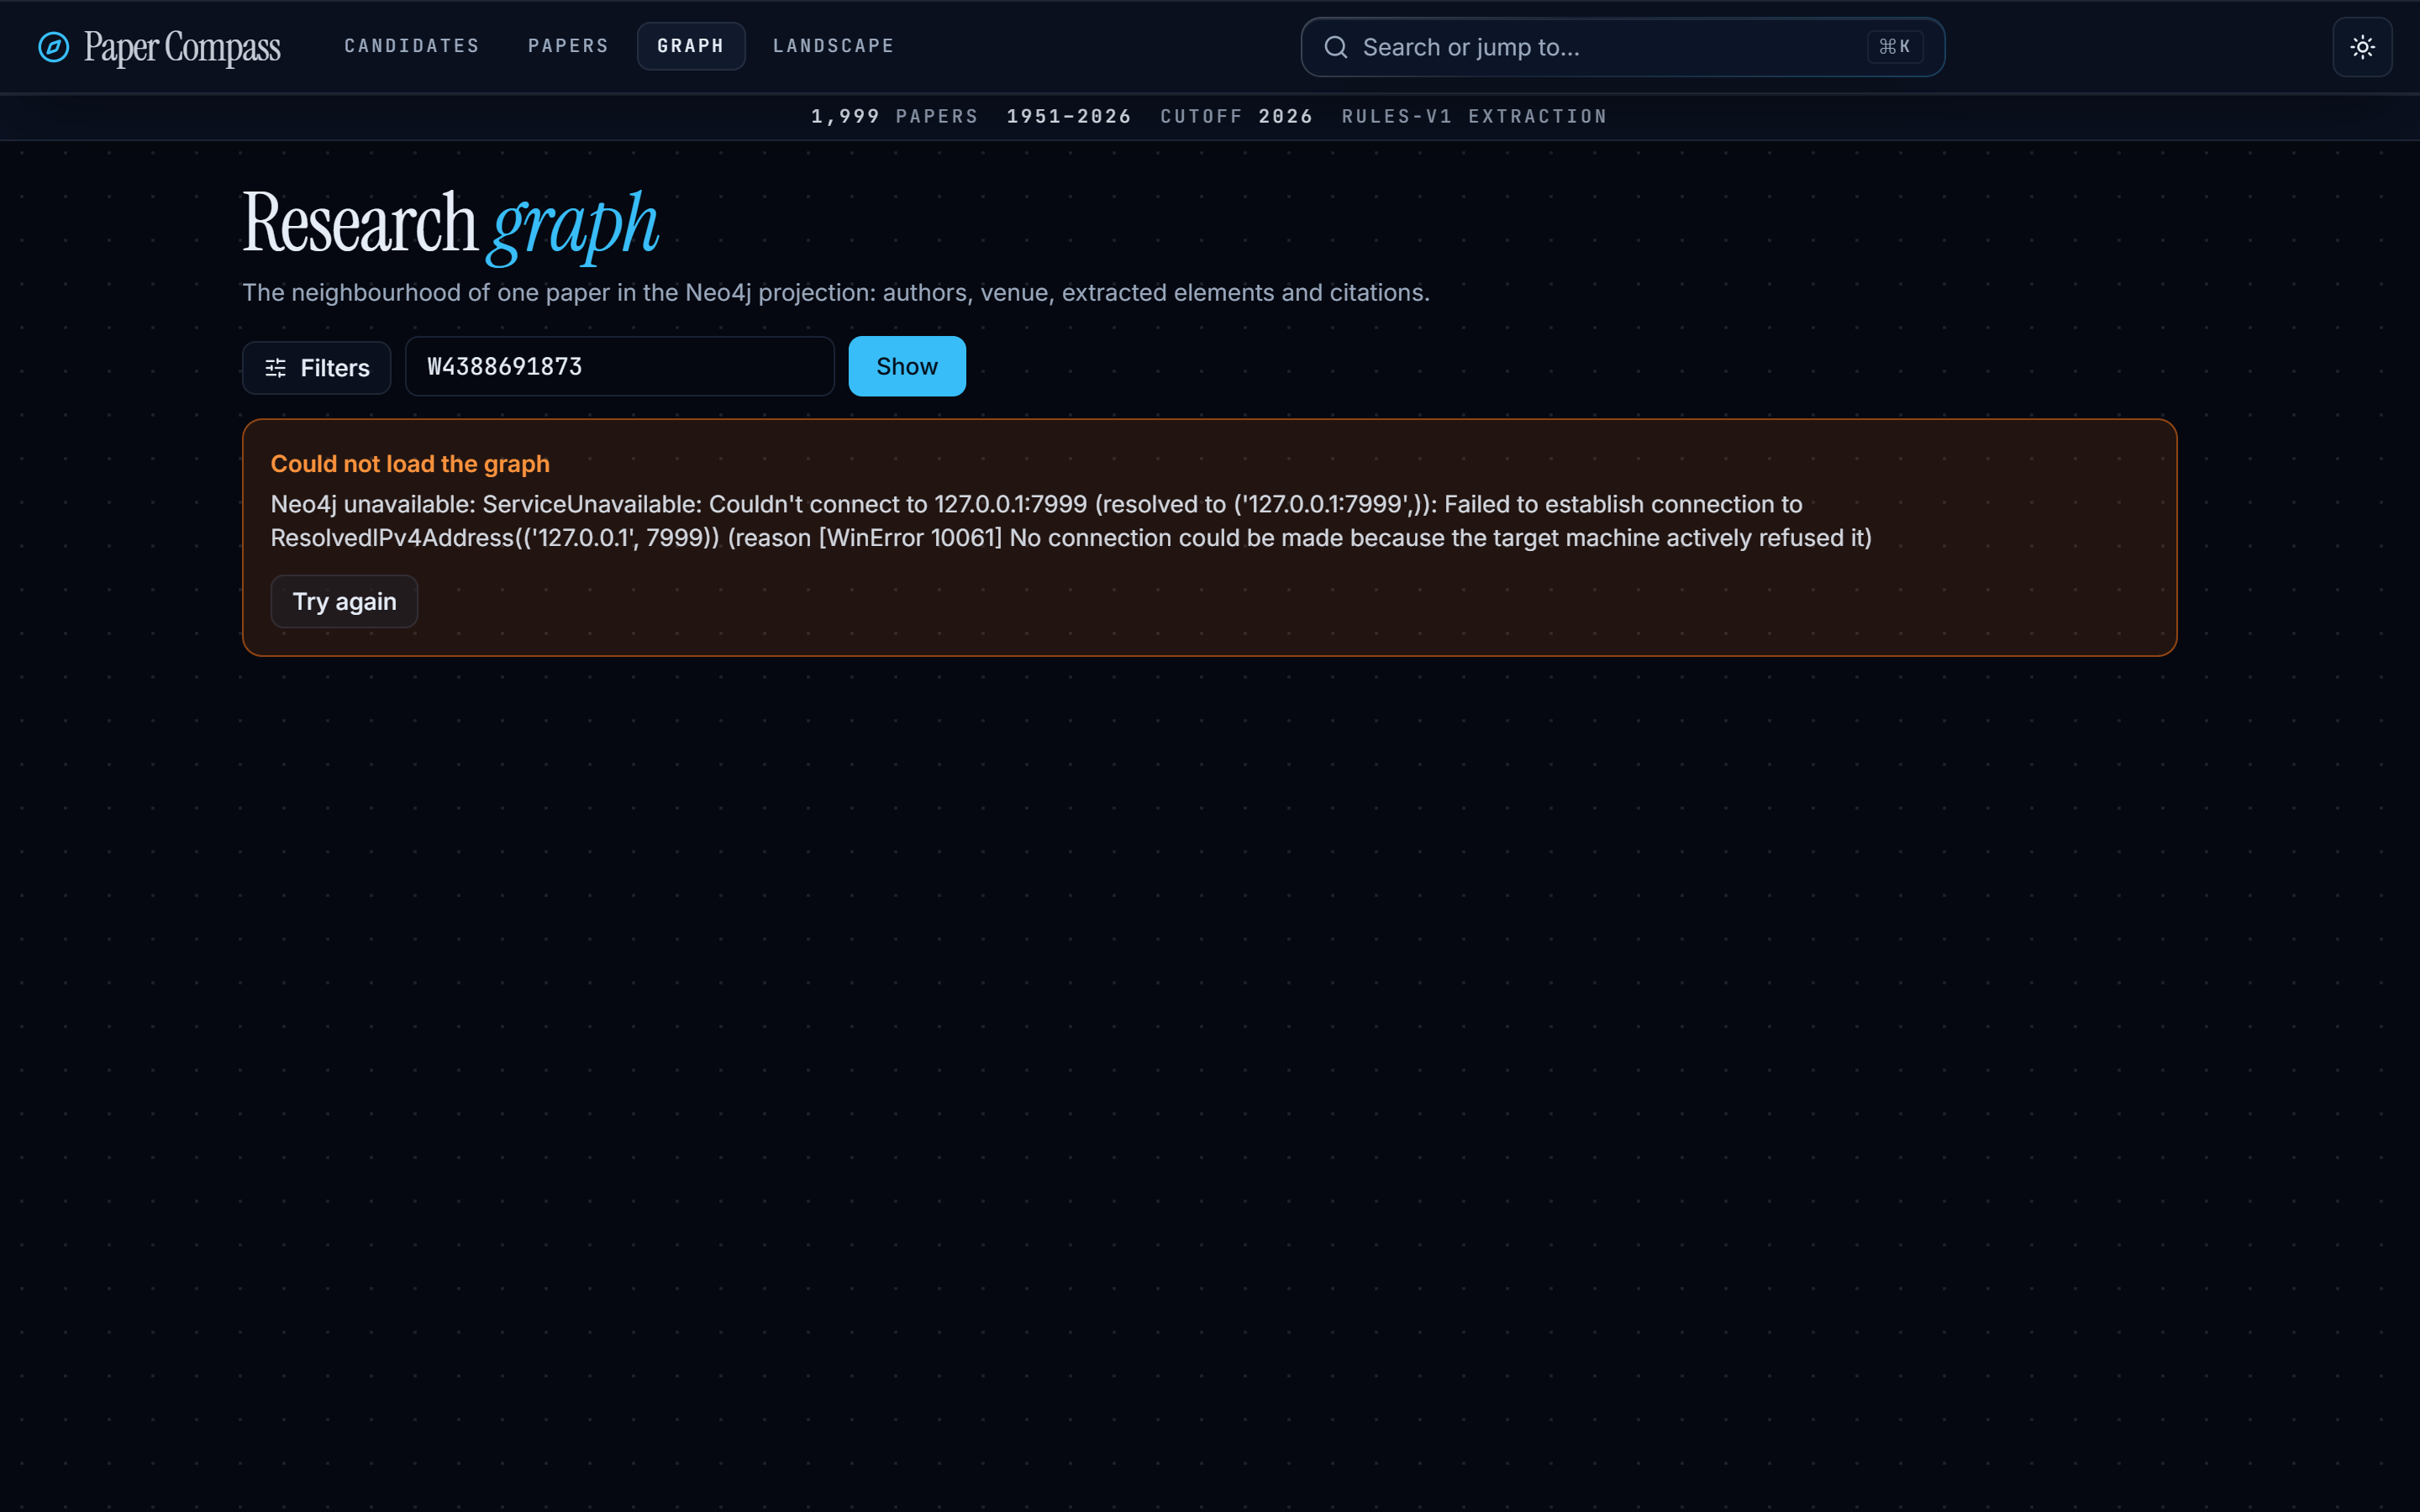 Paper Compass
CANDIDATES PAPERS GRAPH LANDSCAPE
Search or jump to...
⌘K
1,999 PAPERS 1951–2026 CUTOFF 2026 RULES-V1 EXTRACTION
Research graph
The neighbourhood of one paper in the Neo4j projection: authors, venue, extracted elements and citations.
Filters
W4388691873
Show
Could not load the graph
Neo4j unavailable: ServiceUnavailable: Couldn't connect to 127.0.0.1:7999 (resolved to ('127.0.0.1:7999',)): Failed to establish connection to
ResolvedIPv4Address(('127.0.0.1', 7999)) (reason [WinError 10061] No connection could be made because the target machine actively refused it)
Try again